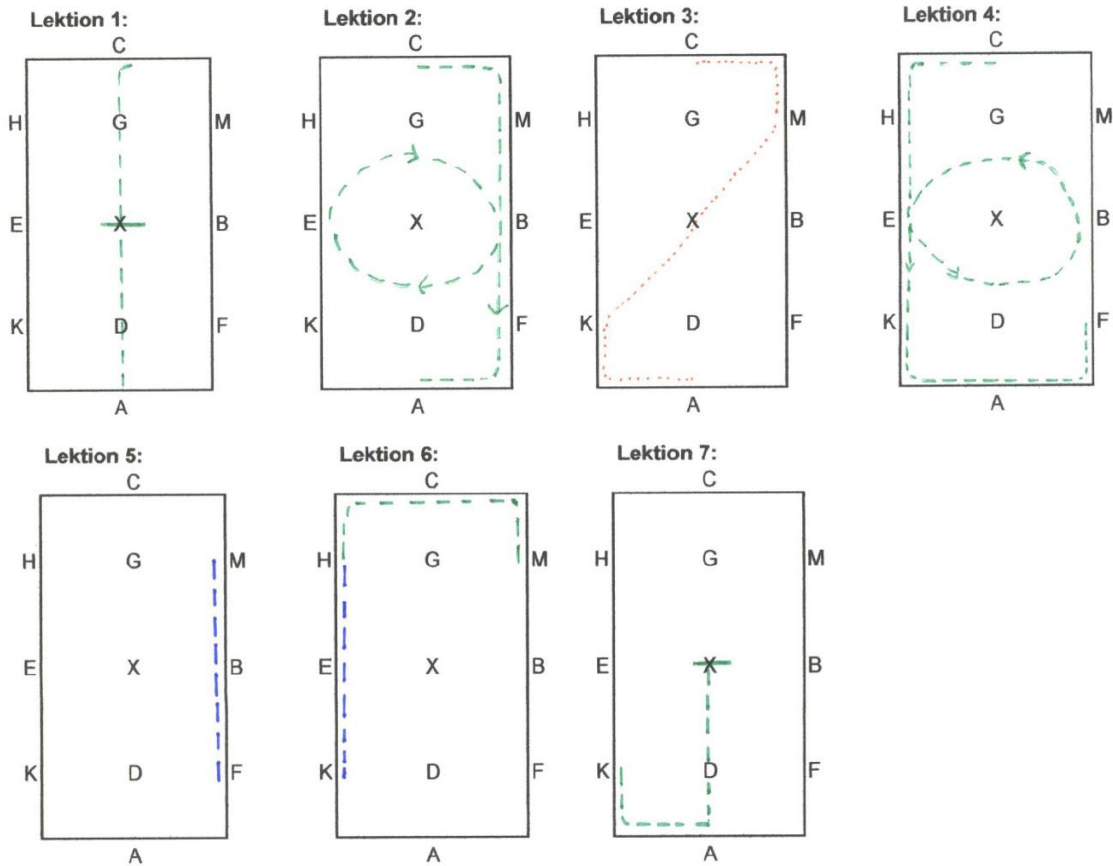 Lektion 1: Lektion 2: Lektion 3: Lektion 4:
C C C C
H G M H G M H G M H G M
E X B E X B E X B E X B
K D F K D F K D F K D F
A A A A
Lektion 5: Lektion 6: Lektion 7:
C C C
H G M H G M H G M
E X B E X B E X B
K D F K D F K D F
A A A